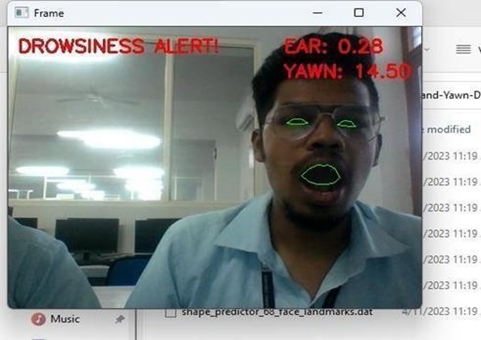 Frame
DROWSINESS ALERT!
EAR: 0.28
YAWN: 14.50
and-Yawn-D
modified
/2023 11:19
/2023 11:19
/2023 11:19
/2023 11:19
/2023 11:19
/2023 11:19
Music
shape_predictor_68_face_landmarks.dat
4/11/2023 11:19